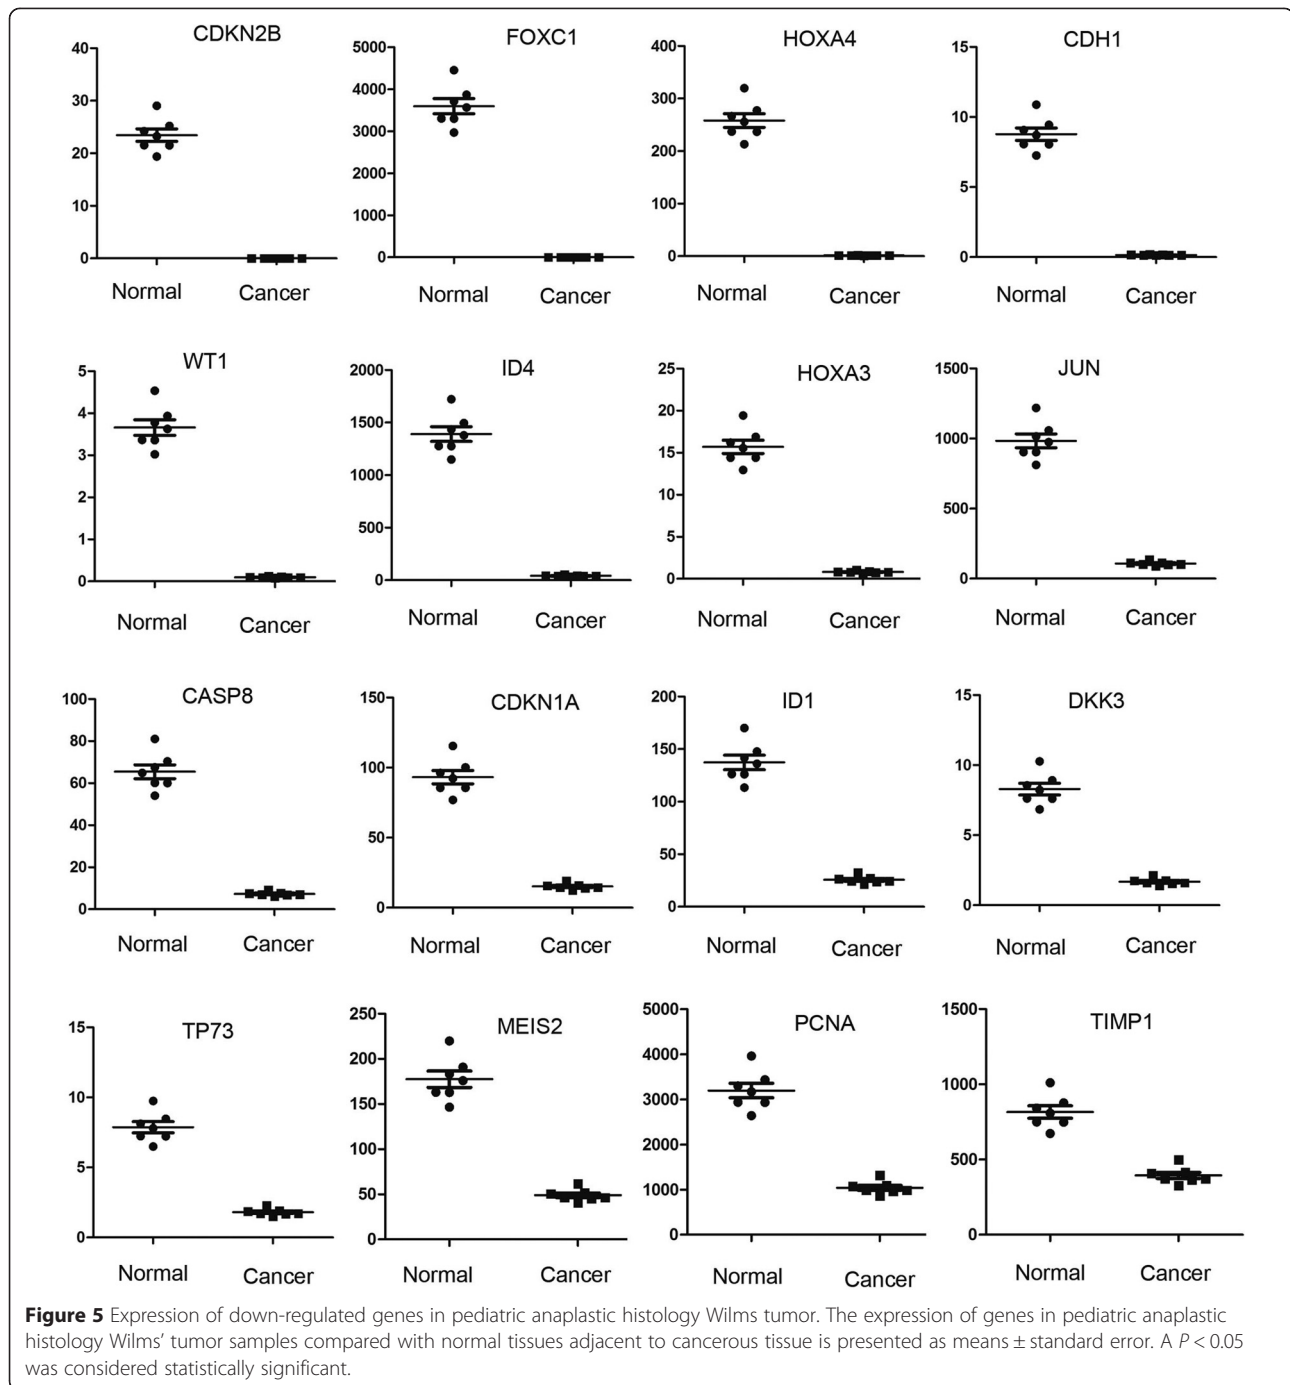 CDKN2B
40
30
20
10
0
Normal Cancer
FOXC1
5000
4000
3000
2000
1000
0
Normal Cancer
HOXA4
400
300
200
100
0
Normal Cancer
CDH1
15
10
5
0
Normal Cancer
WT1
5
4
3
2
1
0
Normal Cancer
ID4
2000
1500
1000
500
0
Normal Cancer
HOXA3
25
20
15
10
5
0
Normal Cancer
JUN
1500
1000
500
0
Normal Cancer
CASP8
100
80
60
40
20
0
Normal Cancer
CDKN1A
150
100
50
0
Normal Cancer
ID1
200
150
100
50
0
Normal Cancer
DKK3
15
10
5
0
Normal Cancer
TP73
15
10
5
0
Normal Cancer
MEIS2
250
200
150
100
50
0
Normal Cancer
PCNA
5000
4000
3000
2000
1000
0
Normal Cancer
TIMP1
1500
1000
500
0
Normal Cancer
Figure 5 Expression of down-regulated genes in pediatric anaplastic histology Wilms tumor. The expression of genes in pediatric anaplastic
histology Wilms' tumor samples compared with normal tissues adjacent to cancerous tissue is presented as means ± standard error. A P < 0.05
was considered statistically significant.